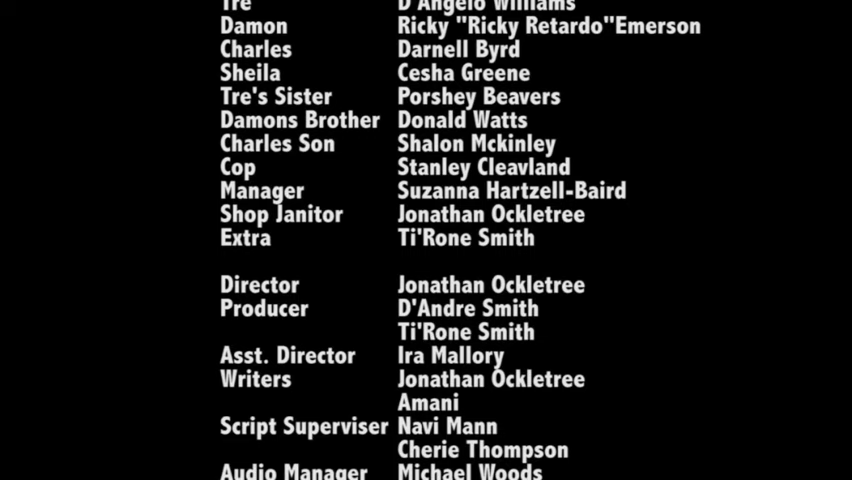 Tre D'Angelo Williams
Damon Ricky "Ricky Retardo"Emerson
Charles Darnell Byrd
Sheila Cesha Greene
Tre's Sister Porshey Beavers
Damons Brother Donald Watts
Charles Son Shalon Mckinley
Cop Stanley Cleavland
Manager Suzanna Hartzell-Baird
Shop Janitor Jonathan Ockletree
Extra Ti'Rone Smith
Director Jonathan Ockletree
Producer D'Andre Smith
Ti'Rone Smith
Asst. Director Ira Mallory
Writers Jonathan Ockletree
Amani
Script Superviser Navi Mann
Cherie Thompson
Audio Manager Michael Woods